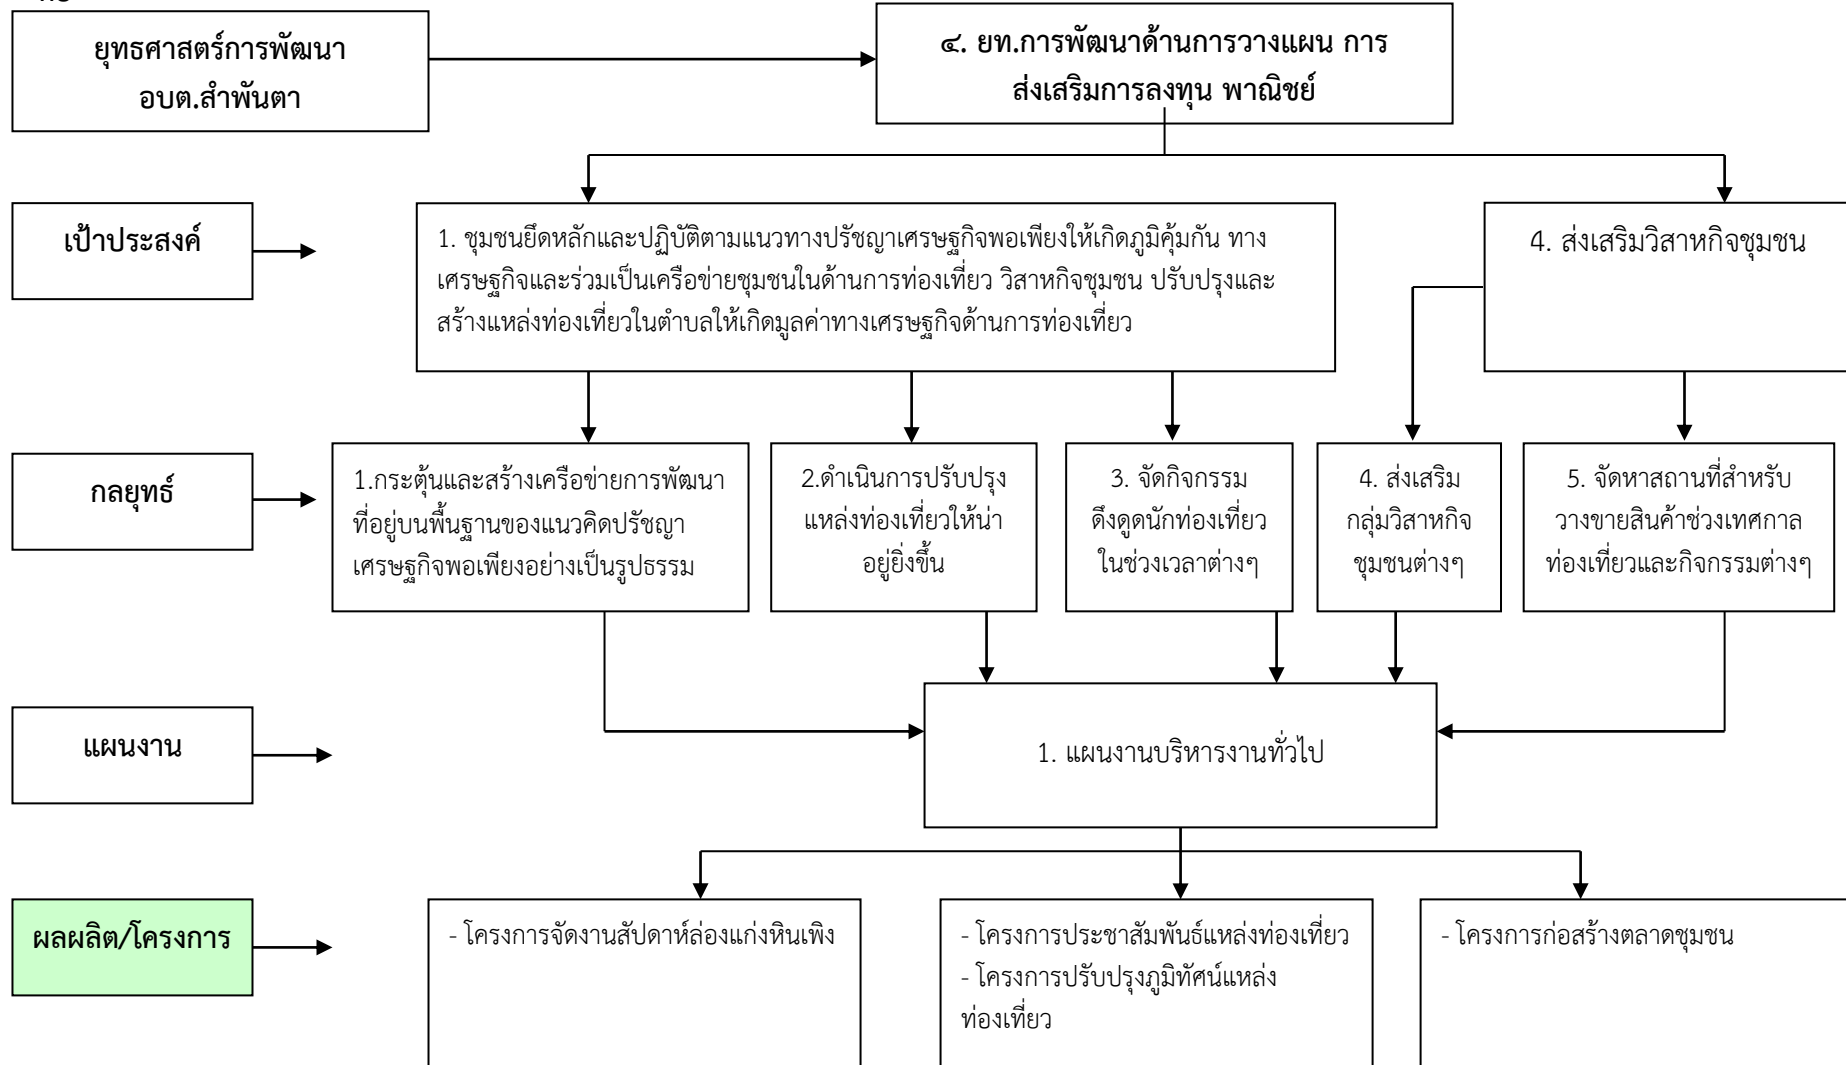 ยุทธศาสตร์การพัฒนา
อบต.สำพันตา
๔. ยท.การพัฒนาด้านการวางแผน การ
ส่งเสริมการลงทุน พาณิชย์
เป้าประสงค์
1. ชุมชนยึดหลักและปฏิบัติตามแนวทางปรัชญาเศรษฐกิจพอเพียงให้เกิดภูมิคุ้มกัน ทาง
เศรษฐกิจและร่วมเป็นเครือข่ายชุมชนในด้านการท่องเที่ยว วิสาหกิจชุมชน ปรับปรุงและ
สร้างแหล่งท่องเที่ยวในตำบลให้เกิดมูลค่าทางเศรษฐกิจด้านการท่องเที่ยว
4. ส่งเสริมวิสาหกิจชุมชน
กลยุทธ์
1.กระตุ้นและสร้างเครือข่ายการพัฒนา
ที่อยู่บนพื้นฐานของแนวคิดปรัชญา
เศรษฐกิจพอเพียงอย่างเป็นรูปธรรม
2.ดำเนินการปรับปรุง
แหล่งท่องเที่ยวให้น่า
อยู่ยิ่งขึ้น
3. จัดกิจกรรม
ดึงดูดนักท่องเที่ยว
ในช่วงเวลาต่างๆ
4. ส่งเสริม
กลุ่มวิสาหกิจ
ชุมชนต่างๆ
5. จัดหาสถานที่สำหรับ
วางขายสินค้าช่วงเทศกาล
ท่องเที่ยวและกิจกรรมต่างๆ
แผนงาน
1. แผนงานบริหารงานทั่วไป
ผลผลิต/โครงการ
- โครงการจัดงานสัปดาห์ล่องแก่งหินเพิง
- โครงการประชาสัมพันธ์แหล่งท่องเที่ยว
- โครงการปรับปรุงภูมิทัศน์แหล่ง
ท่องเที่ยว
- โครงการก่อสร้างตลาดชุมชน